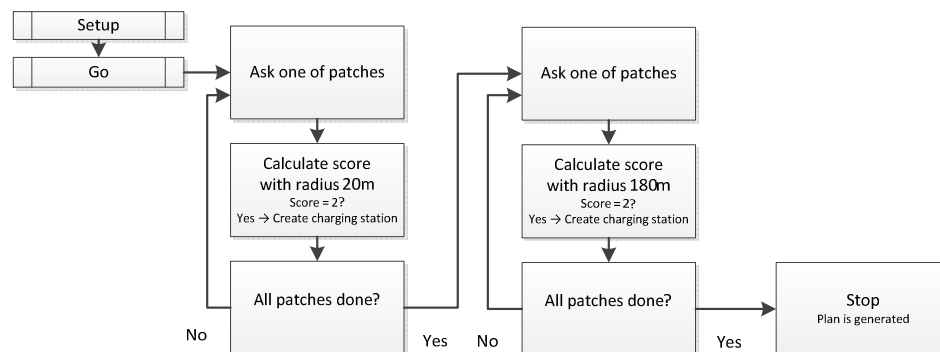 Setup
Go
Ask one of patches
Calculate score
with radius 20m
Score = 2?
Yes → Create charging station
All patches done?
No
Yes
Ask one of patches
Calculate score
with radius 180m
Score = 2?
Yes → Create charging station
All patches done?
No
Yes
Stop
Plan is generated